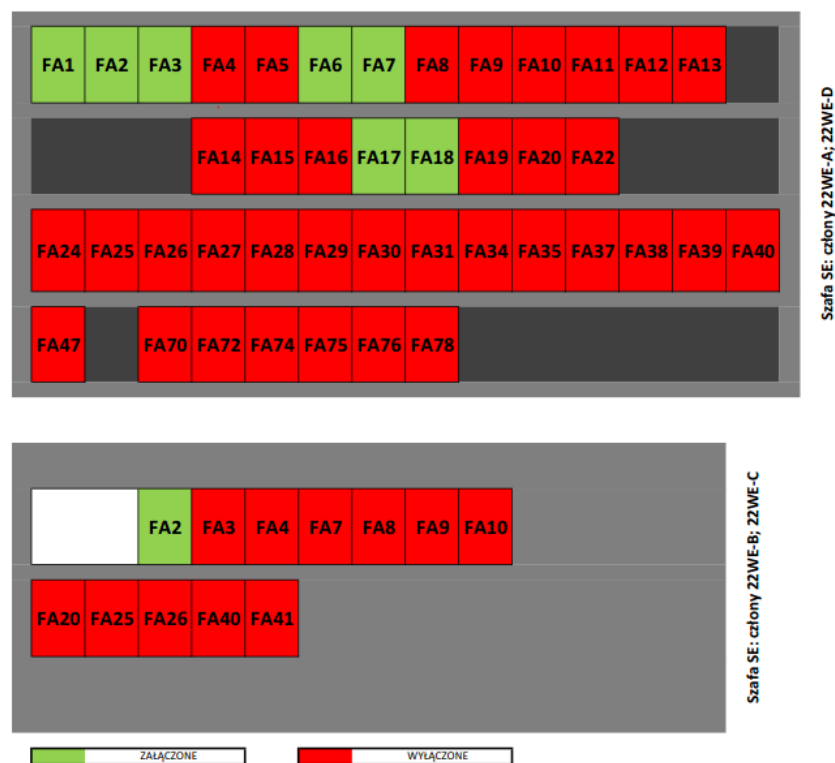 FA1 FA2 FA3 FA4 FA5 FA6 FA7 FA8 FA9 FA10 FA11 FA12 FA13
FA14 FA15 FA16 FA17 FA18 FA19 FA20 FA22
FA24 FA25 FA26 FA27 FA28 FA29 FA30 FA31 FA34 FA35 FA37 FA38 FA39 FA40
FA47 FA70 FA72 FA74 FA75 FA76 FA78
Szafa SE: człony 22WE-A; 22WE-D
FA2 FA3 FA4 FA7 FA8 FA9 FA10
FA20 FA25 FA26 FA40 FA41
Szafa SE: człony 22WE-B; 22WE-C
ZAŁĄCZONE WYŁĄCZONE